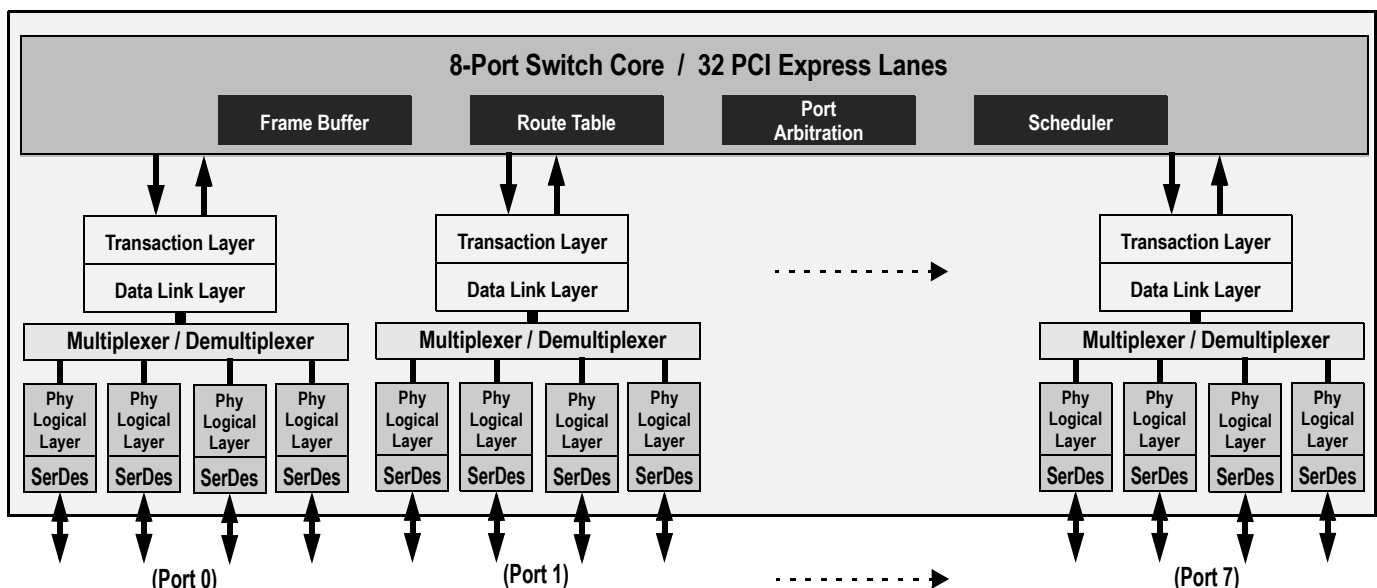 8-Port Switch Core / 32 PCI Express Lanes
Frame Buffer
Route Table
Port
Arbitration
Scheduler
Transaction Layer
Data Link Layer
Multiplexer / Demultiplexer
Phy
Logical
Layer
SerDes
Phy
Logical
Layer
SerDes
Phy
Logical
Layer
SerDes
Phy
Logical
Layer
SerDes
(Port 0)
Transaction Layer
Data Link Layer
Multiplexer / Demultiplexer
Phy
Logical
Layer
SerDes
Phy
Logical
Layer
SerDes
Phy
Logical
Layer
SerDes
Phy
Logical
Layer
SerDes
(Port 1)
Transaction Layer
Data Link Layer
Multiplexer / Demultiplexer
Phy
Logical
Layer
SerDes
Phy
Logical
Layer
SerDes
Phy
Logical
Layer
SerDes
Phy
Logical
Layer
SerDes
(Port 7)